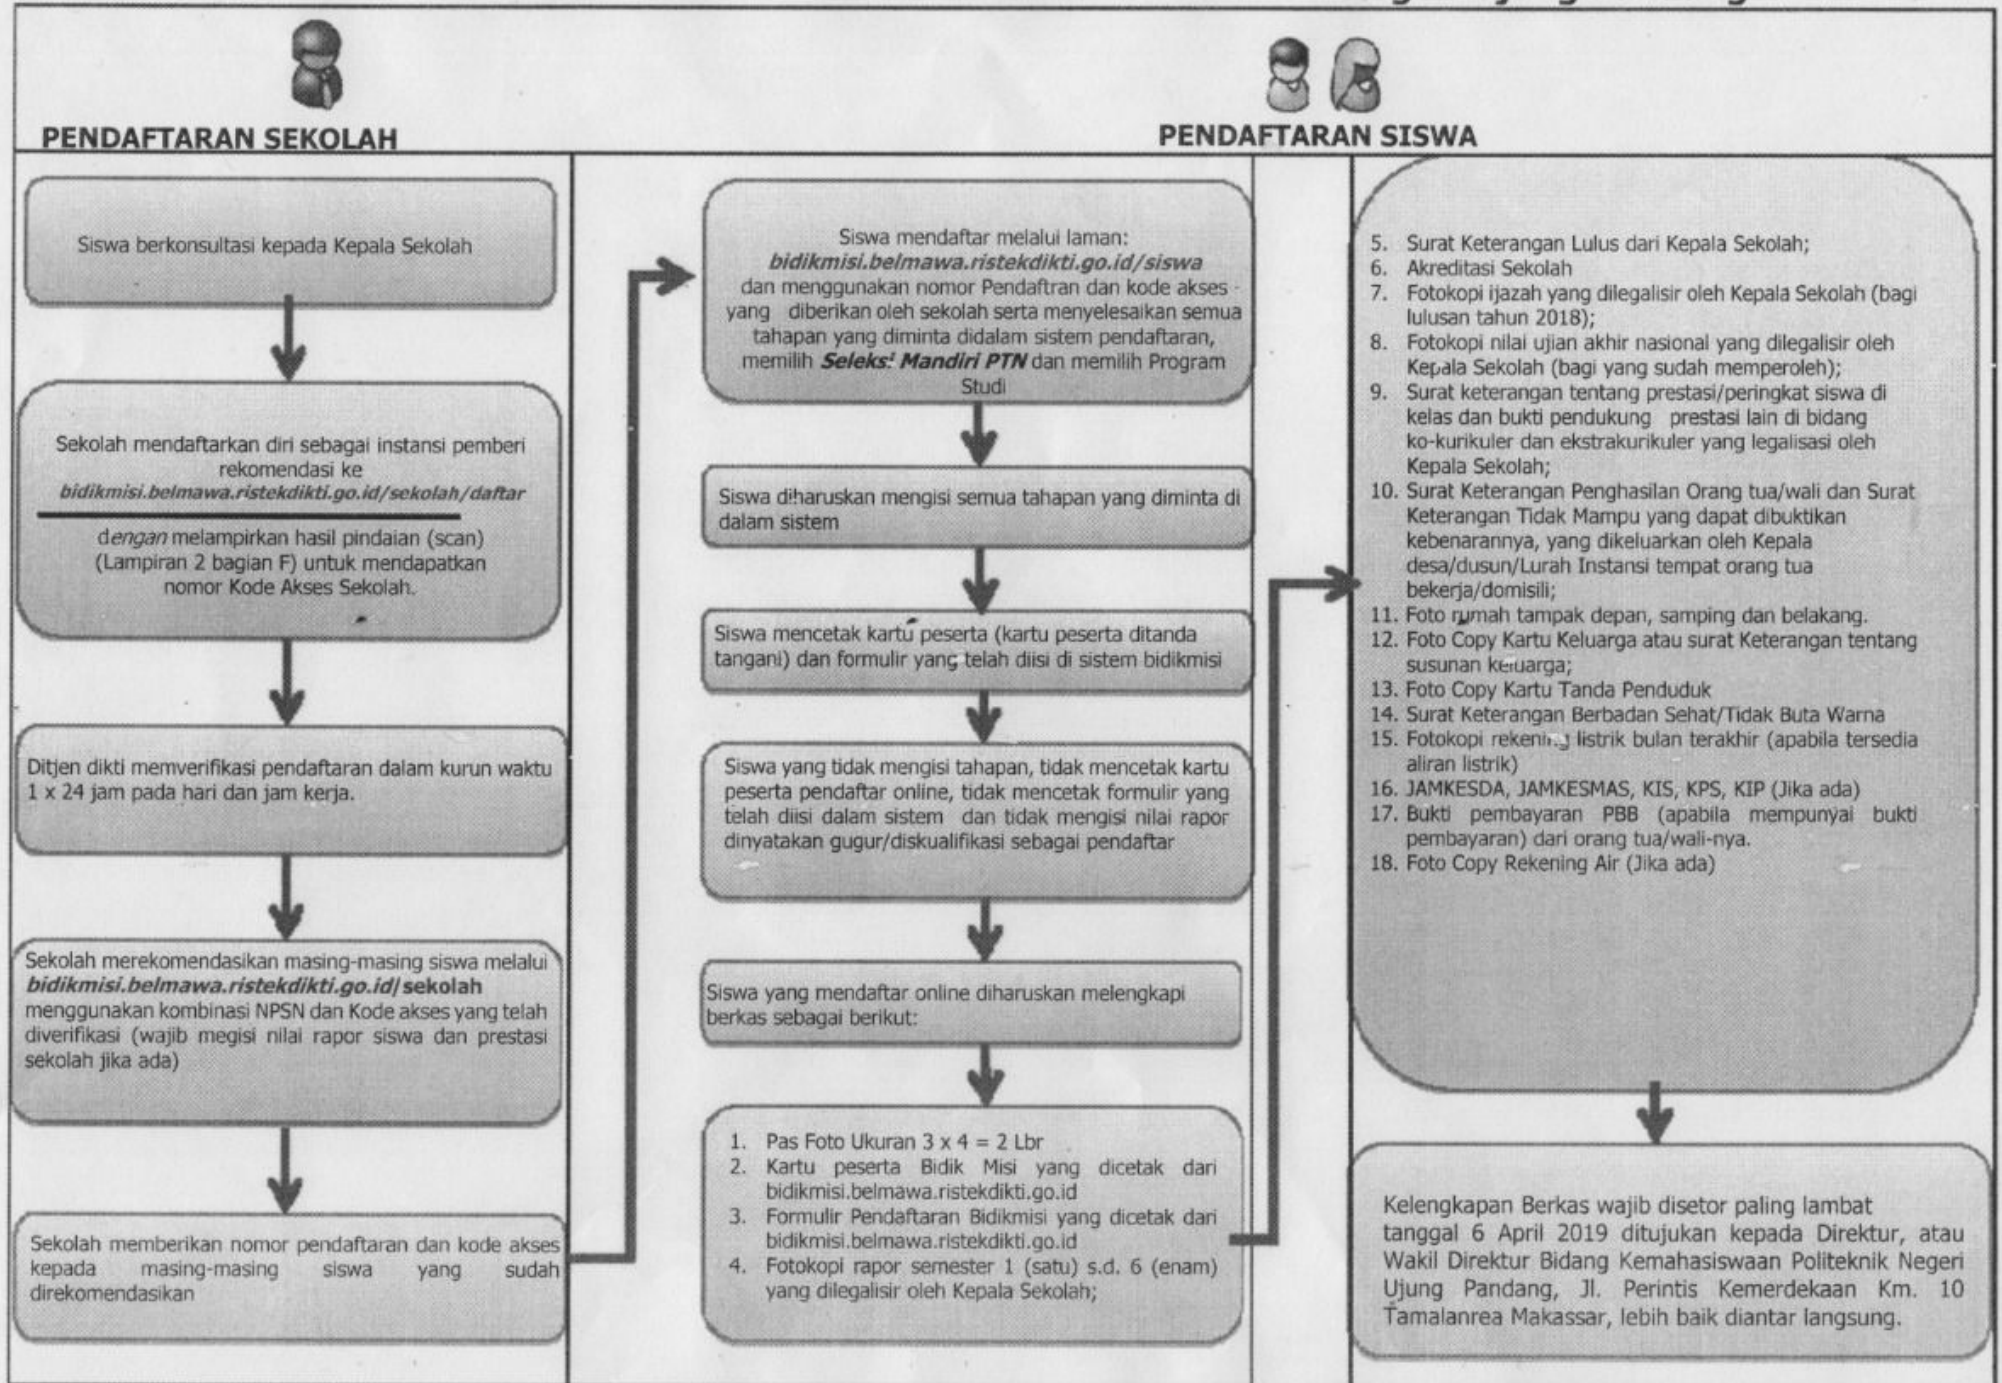 PENDAFTARAN SEKOLAH
Siswa berkonsultasi kepada Kepala Sekolah
Sekolah mendaftarkan diri sebagai instansi pemberi
rekomendasi ke
bidikmisi.belmawa.ristekdikti.go.id/sekolah/daftar
dengan melampirkan hasil pindaian (scan)
(Lampiran 2 bagian F) untuk mendapatkan
nomor Kode Akses Sekolah.
Ditjen dikti memverifikasi pendaftaran dalam kurun waktu
1 x 24 jam pada hari dan jam kerja.
Sekolah merekomendasikan masing-masing siswa melalui
bidikmisi.belmawa.ristekdikti.go.id/sekolah
menggunakan kombinasi NPSN dan Kode akses yang telah
diverifikasi (wajib megisi nilai rapor siswa dan prestasi
sekolah jika ada)
Sekolah memberikan nomor pendaftaran dan kode akses
kepada masing-masing siswa yang sudah
direkomendasikan
PENDAFTARAN SISWA
Siswa mendaftar melalui laman:
bidikmisi.belmawa.ristekdikti.go.id/siswa
dan menggunakan nomor Pendaftran dan kode akses
yang diberikan oleh sekolah serta menyelesaikan semua
tahapan yang diminta didalam sistem pendaftaran,
memilih Seleksi Mandiri PTN dan memilih Program
Studi
Siswa diharuskan mengisi semua tahapan yang diminta di
dalam sistem
Siswa mencetak kartu peserta (kartu peserta ditanda
tangani) dan formulir yang telah diisi di sistem bidikmisi
Siswa yang tidak mengisi tahapan, tidak mencetak kartu
peserta pendaftar online, tidak mencetak formulir yang
telah diisi dalam sistem dan tidak mengisi nilai rapor
dinyatakan gugur/diskualifikasi sebagai pendaftar
Siswa yang mendaftar online diharuskan melengkapi
berkas sebagai berikut:
1. Pas Foto Ukuran 3 x 4 = 2 Lbr
2. Kartu peserta Bidik Misi yang dicetak dari
bidikmisi.belmawa.ristekdikti.go.id
3. Formulir Pendaftaran Bidikmisi yang dicetak dari
bidikmisi.belmawa.ristekdikti.go.id
4. Fotokopi rapor semester 1 (satu) s.d. 6 (enam)
yang dilegalisir oleh Kepala Sekolah;
5. Surat Keterangan Lulus dari Kepala Sekolah;
6. Akreditasi Sekolah
7. Fotokopi ijazah yang dilegalisir oleh Kepala Sekolah (bagi
lulusan tahun 2018);
8. Fotokopi nilai ujian akhir nasional yang dilegalisir oleh
Kepala Sekolah (bagi yang sudah memperoleh);
9. Surat keterangan tentang prestasi/peringkat siswa di
kelas dan bukti pendukung prestasi lain di bidang
ko-kurikuler dan ekstrakurikuler yang legalisasi oleh
Kepala Sekolah;
10. Surat Keterangan Penghasilan Orang tua/wali dan Surat
Keterangan Tidak Mampu yang dapat dibuktikan
kebenarannya, yang dikeluarkan oleh Kepala
desa/dusun/Lurah Instansi tempat orang tua
bekerja/domisili;
11. Foto rumah tampak depan, samping dan belakang.
12. Foto Copy Kartu Keluarga atau surat Keterangan tentang
susunan keluarga;
13. Foto Copy Kartu Tanda Penduduk
14. Surat Keterangan Berbadan Sehat/Tidak Buta Warna
15. Fotokopi rekening listrik bulan terakhir (apabila tersedia
aliran listrik)
16. JAMKESDA, JAMKESMAS, KIS, KPS, KIP (Jika ada)
17. Bukti pembayaran PBB (apabila mempunyai bukti
pembayaran) dari orang tua/wali-nya.
18. Foto Copy Rekening Air (Jika ada)
Kelengkapan Berkas wajib disetor paling lambat
tanggal 6 April 2019 ditujukan kepada Direktur, atau
Wakil Direktur Bidang Kemahasiswaan Politeknik Negeri
Ujung Pandang, Jl. Perintis Kemerdekaan Km. 10
Tamalanrea Makassar, lebih baik diantar langsung.